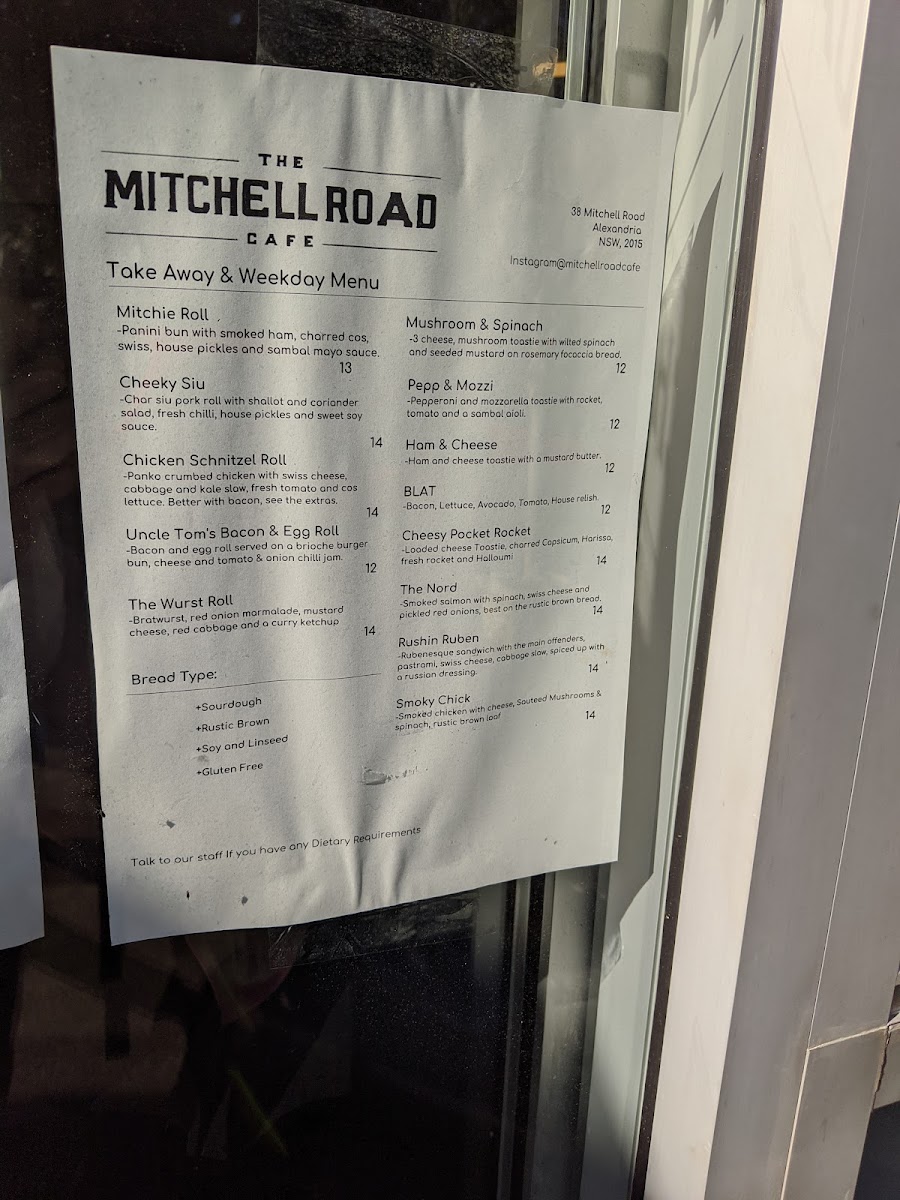 THE
MITCHELL ROAD
CAFE
38 Mitchell Road
Alexandria
NSW, 2015
Instagram@mitchellroadcafe
Take Away & Weekday Menu
Mitchie Roll
-Panini bun with smoked ham, charred cos,
swiss, house pickles and sambal mayo sauce.
13
Cheeky Siu
-Char siu pork roll with shallot and coriander
salad, fresh chilli, house pickles and sweet soy
sauce.
14
Chicken Schnitzel Roll
-Panko crumbed chicken with swiss cheese,
cabbage and kale slaw, fresh tomato and cos
lettuce. Better with bacon, see the extras.
14
Uncle Tom's Bacon & Egg Roll
-Bacon and egg roll served on a brioche burger
bun, cheese and tomato & onion chilli jam.
12
The Wurst Roll
-Bratwurst, red onion marmalade, mustard
cheese, red cabbage and a curry ketchup
14
Bread Type:
+Sourdough
+Rustic Brown
+Soy and Linseed
+Gluten Free
Mushroom & Spinach
-3 cheese, mushroom toastie with wilted spinach
and seeded mustard on rosemary fococcia bread.
12
Pepp & Mozzi
-Pepperoni and mozzarella toastie with rocket,
tomato and a sambal aioli.
12
Ham & Cheese
-Ham and cheese toastie with a mustard butter.
12
BLAT
-Bacon, Lettuce, Avocado, Tomato, House relish.
12
Cheesy Pocket Rocket
-Loaded cheese Toastie, charred Capsicum, Harissa,
fresh rocket and Halloumi
14
The Nord
-Smoked salmon with spinach, swiss cheese and
pickled red onions, best on the rustic brown bread.
14
Rushin Ruben
-Rubenesque sandwich with the main offenders,
pastrami, swiss cheese, cabbage slaw, spiced up with
a russian dressing.
14
Smoky Chick
-Smoked chicken with cheese, Sauteed Mushrooms &
spinach, rustic brown loaf
14
Talk to our staff If you have any Dietary Requirements